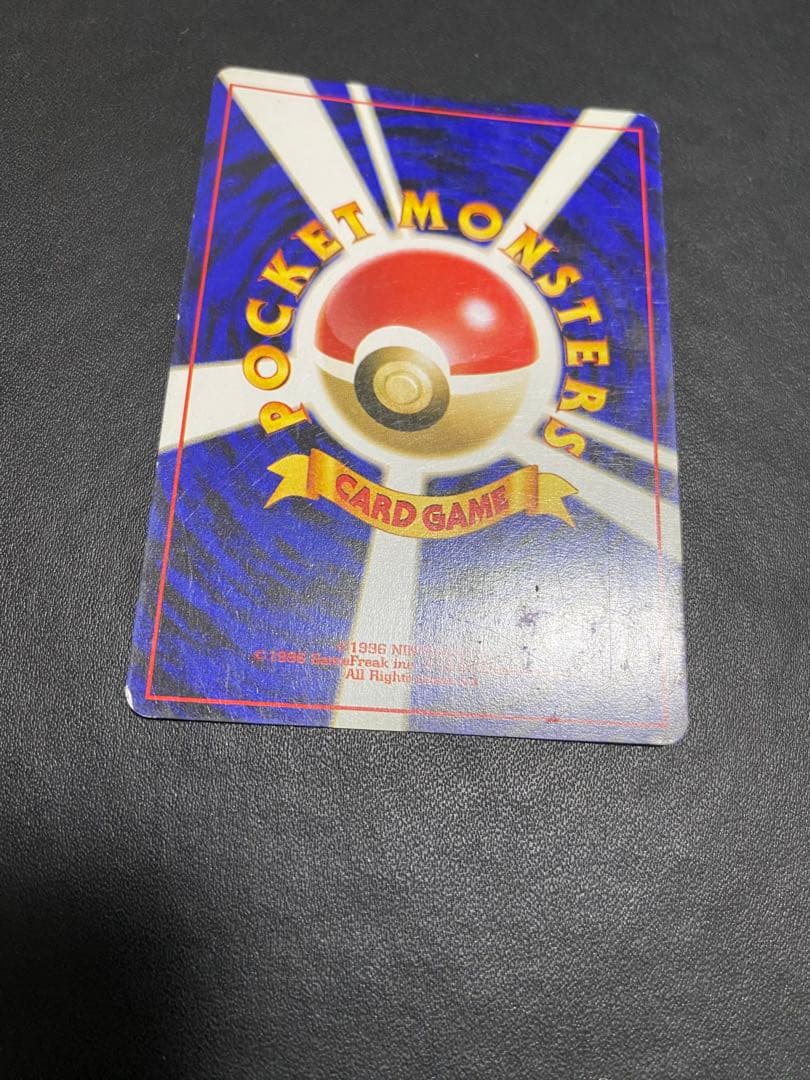 POCKET MONSTERS
CARD GAME
©1996
©1996 GameFreak inc
All Rights